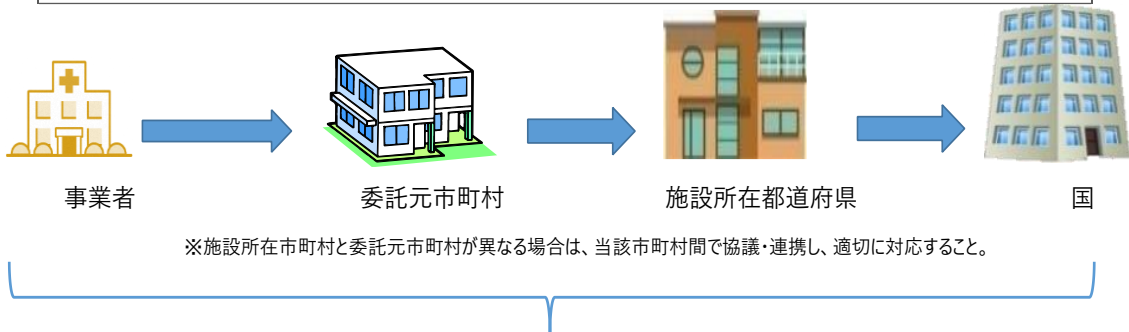 事業者
委託元市町村
施設所在都道府県
国
※施設所在市町村と委託元市町村が異なる場合は、当該市町村間で協議・連携し、適切に対応すること。